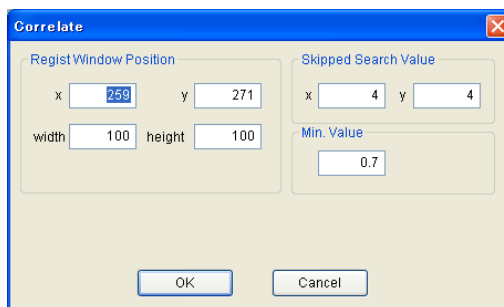 Correlate
Regist Window Position
x 259 y 271
width 100 height 100
Skipped Search Value
x 4 y 4
Min. Value
0.7
OK Cancel